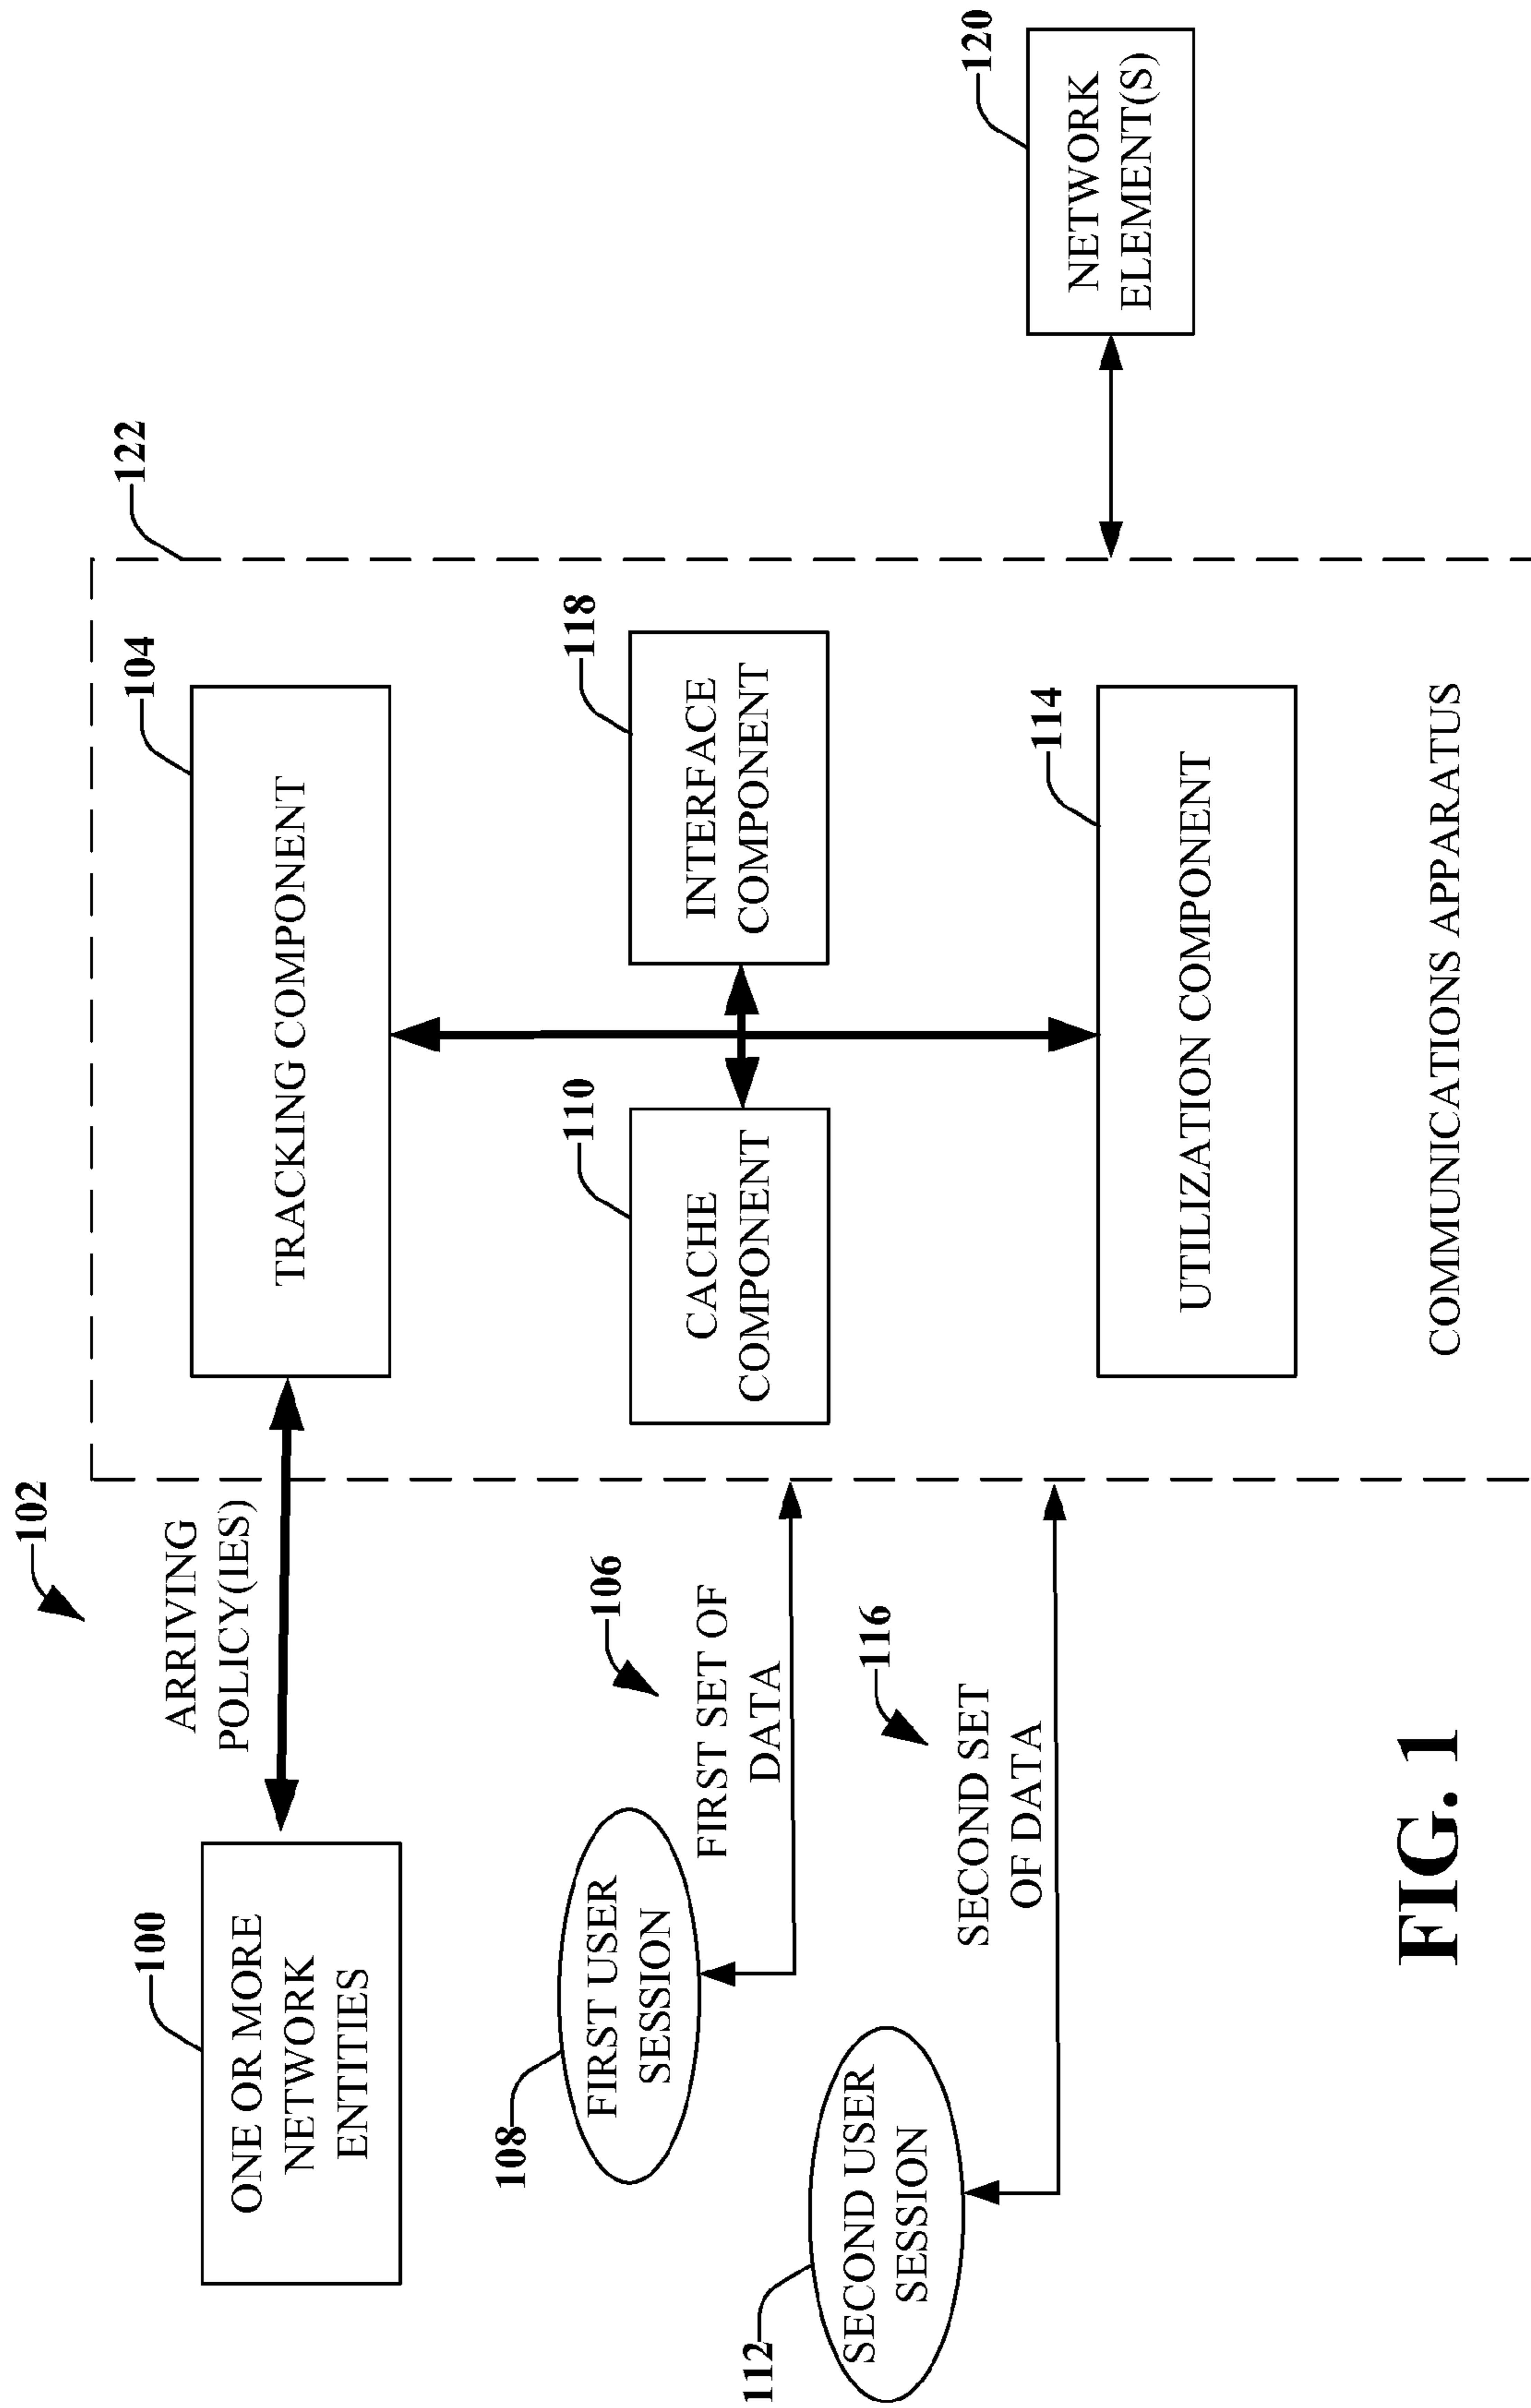 102
100
ONE OR MORE
NETWORK
ENTITIES
ARRIVING
POLICY(IES)
104
TRACKING COMPONENT
122
108
FIRST USER
SESSION
106
FIRST SET OF
DATA
110
CACHE
COMPONENT
118
INTERFACE
COMPONENT
112
SECOND USER
SESSION
116
SECOND SET
OF DATA
114
UTILIZATION COMPONENT
120
NETWORK
ELEMENT(S)
COMMUNICATIONS APPARATUS
FIG. 1